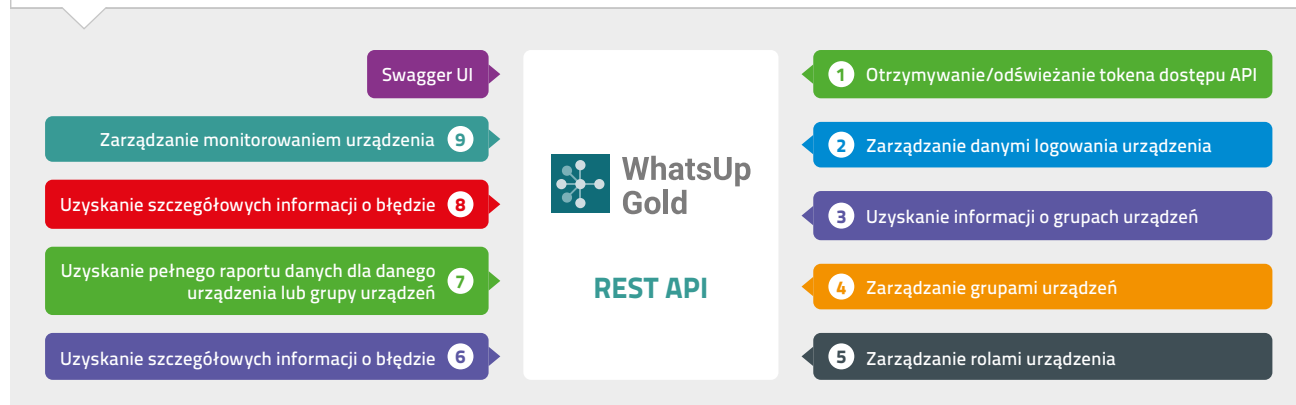 Swagger UI
Zarządzanie monitorowaniem urządzenia 9
Uzyskanie szczegółowych informacji o błędzie 8
Uzyskanie pełnego raportu danych dla danego
urządzenia lub grupy urządzeń 7
Uzyskanie szczegółowych informacji o błędzie 6
WhatsUp
Gold
REST API
1 Otrzymywanie/odświeżanie tokena dostępu API
2 Zarządzanie danymi logowania urządzenia
3 Uzyskanie informacji o grupach urządzeń
4 Zarządzanie grupami urządzeń
5 Zarządzanie rolami urządzenia